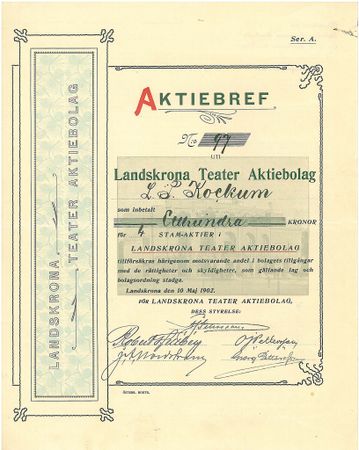 Ser. A.
AKTIEBREF
No 97
uti
Landskrona Teater Aktiebolag
L. P. Kockum
som inbetalt Etthundra KRONOR
för 4 STAM-AKTIER i
LANDSKRONA TEATER AKTIEBOLAG
tillförsäkras härigenom motsvarande andel i bolagets tillgångar
med de rättigheter och skyldigheter, som gällande lag och
bolagsordning stadga.
Landskrona den 10 Maj 1902.
FÖR LANDSKRONA TEATER AKTIEBOLAG,
DESS STYRELSE:
LANDSKRONA
TEATER AKTIEBOLAG